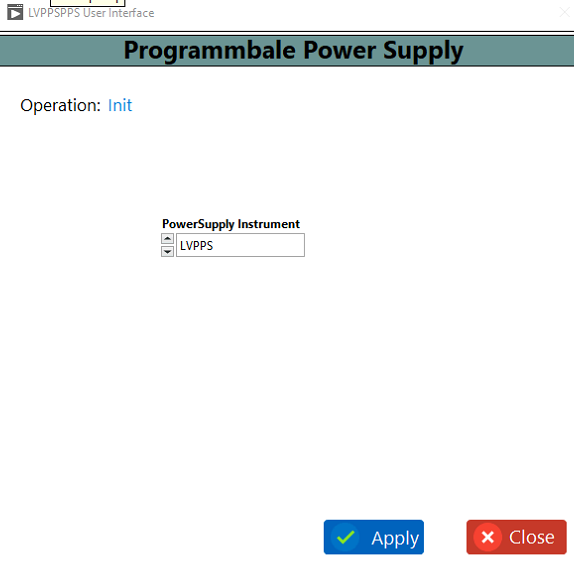 LVPPSPPS User Interface
Programmbale Power Supply
Operation: Init
PowerSupply Instrument
LVPPS
Apply
Close